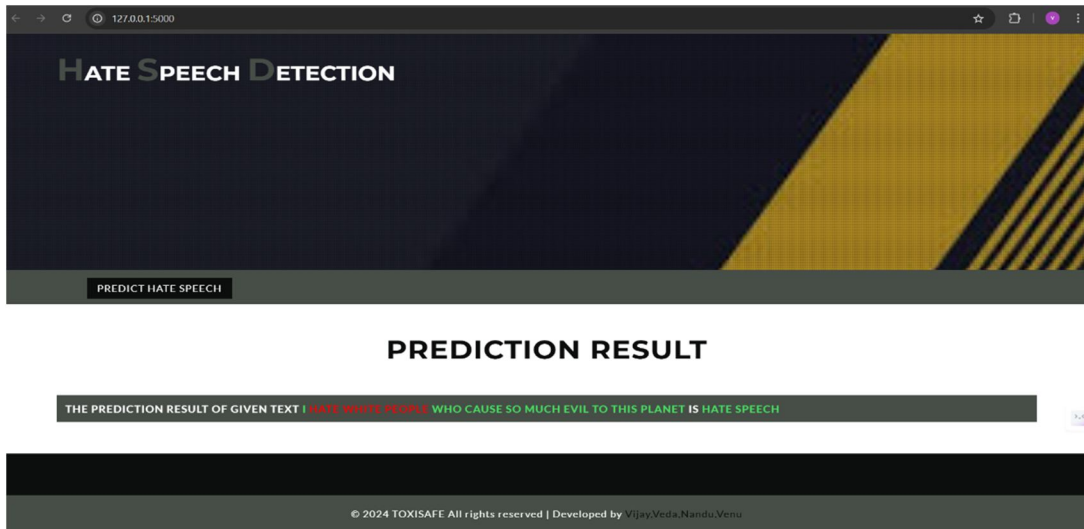 127.0.0.1:5000
HATE SPEECH DETECTION
PREDICT HATE SPEECH
PREDICTION RESULT
THE PREDICTION RESULT OF GIVEN TEXT I HATE WHITE PEOPLE WHO CAUSE SO MUCH EVIL TO THIS PLANET IS HATE SPEECH
© 2024 TOXISAFE All rights reserved | Developed by Vijay,Veda,Nandu,Venu